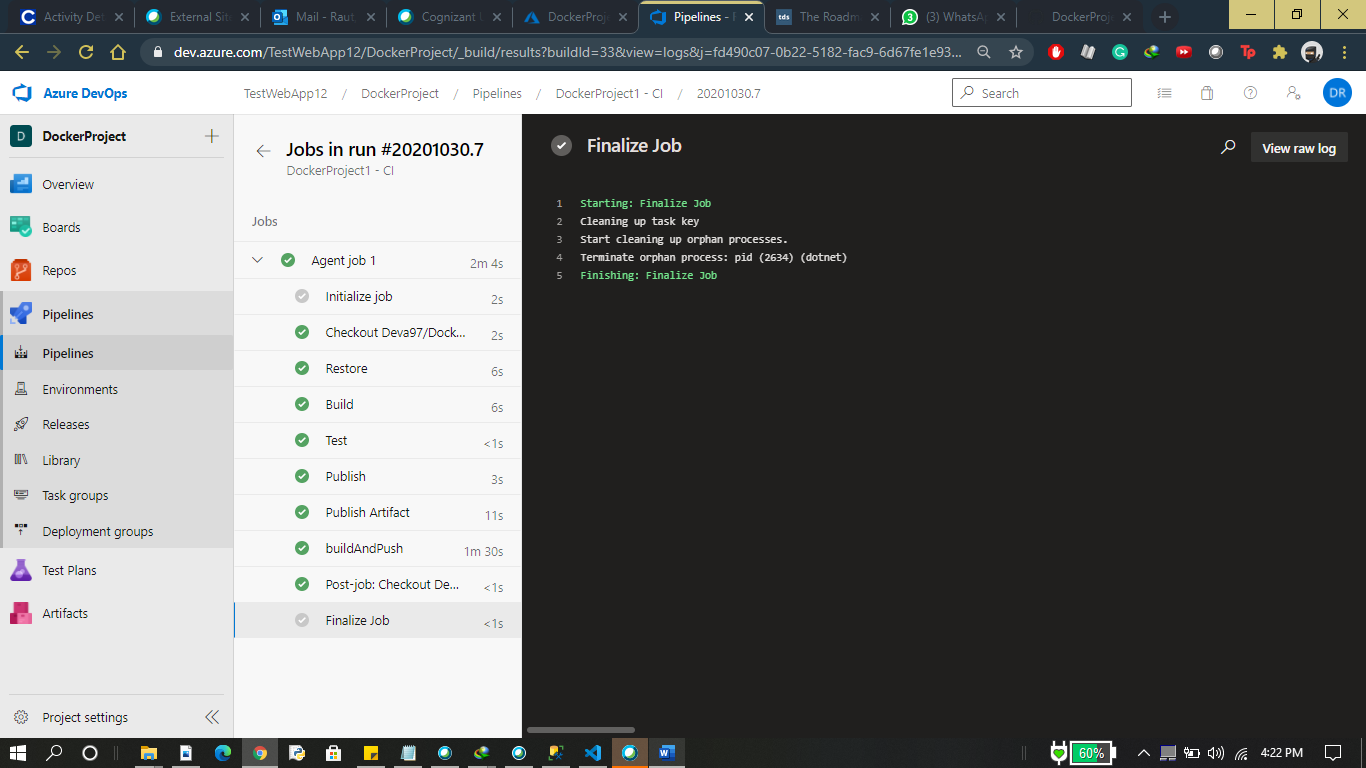 Activity Det
External Site
Mail - Raut
Cognizant
DockerProj
Pipelines -
The Roadm
(3) WhatsA
DockerProj
dev.azure.com/TestWebApp12/DockerProject/_build/results?buildId=33&view=logs&j=fd490c07-0b22-5182-fac9-6d67fe1e93...
Azure DevOps
TestWebApp12 / DockerProject / Pipelines / DockerProject1 - CI / 20201030.7
Search
DR
D DockerProject
Overview
Boards
Repos
Pipelines
Pipelines
Environments
Releases
Library
Task groups
Deployment groups
Test Plans
Artifacts
Project settings
Jobs in run #20201030.7
DockerProject1 - CI
Jobs
Agent job 1 2m 4s
Initialize job 2s
Checkout Deva97/Dock... 2s
Restore 6s
Build 6s
Test <1s
Publish 3s
Publish Artifact 11s
buildAndPush 1m 30s
Post-job: Checkout De... <1s
Finalize Job <1s
Finalize Job
View raw log
1 Starting: Finalize Job
2 Cleaning up task key
3 Start cleaning up orphan processes.
4 Terminate orphan process: pid (2634) (dotnet)
5 Finishing: Finalize Job
60%
4:22 PM